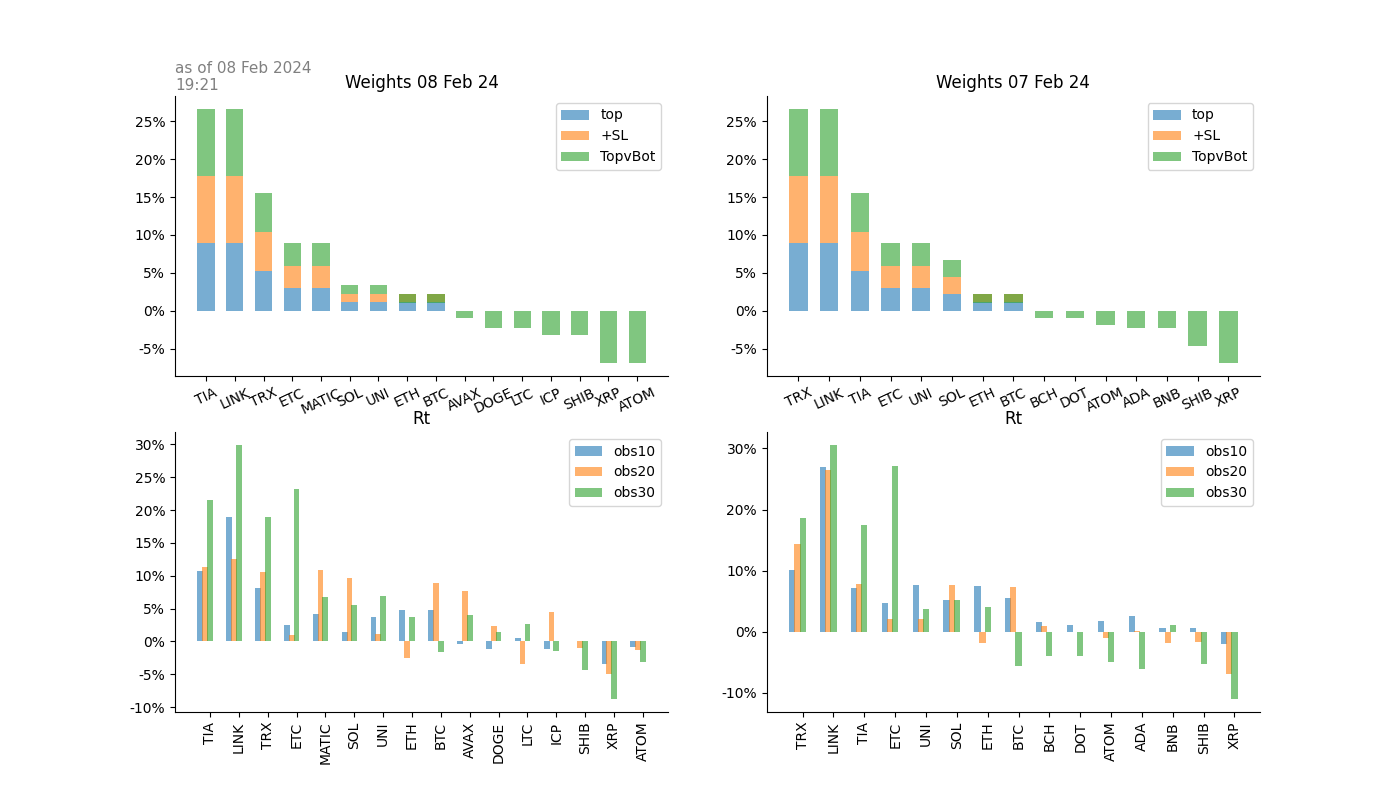 as of 08 Feb 2024
19:21
Weights 08 Feb 24
top
+SL
TopvBot
25%
20%
15%
10%
5%
0%
-5%
TIA LINK TRX ETC MATIC SOL UNI ETH BTC AVAX DOGE LTC ICP SHIB XRP ATOM
Weights 07 Feb 24
top
+SL
TopvBot
25%
20%
15%
10%
5%
0%
-5%
TRX LINK TIA ETC UNI SOL ETH BTC BCH DOT ATOM ADA BNB SHIB XRP
Rt
obs10
obs20
obs30
30%
25%
20%
15%
10%
5%
0%
-5%
-10%
TIA LINK TRX ETC MATIC SOL UNI ETH BTC AVAX DOGE LTC ICP SHIB XRP ATOM
Rt
obs10
obs20
obs30
30%
20%
10%
0%
-10%
TRX LINK TIA ETC UNI SOL ETH BTC BCH DOT ATOM ADA BNB SHIB XRP